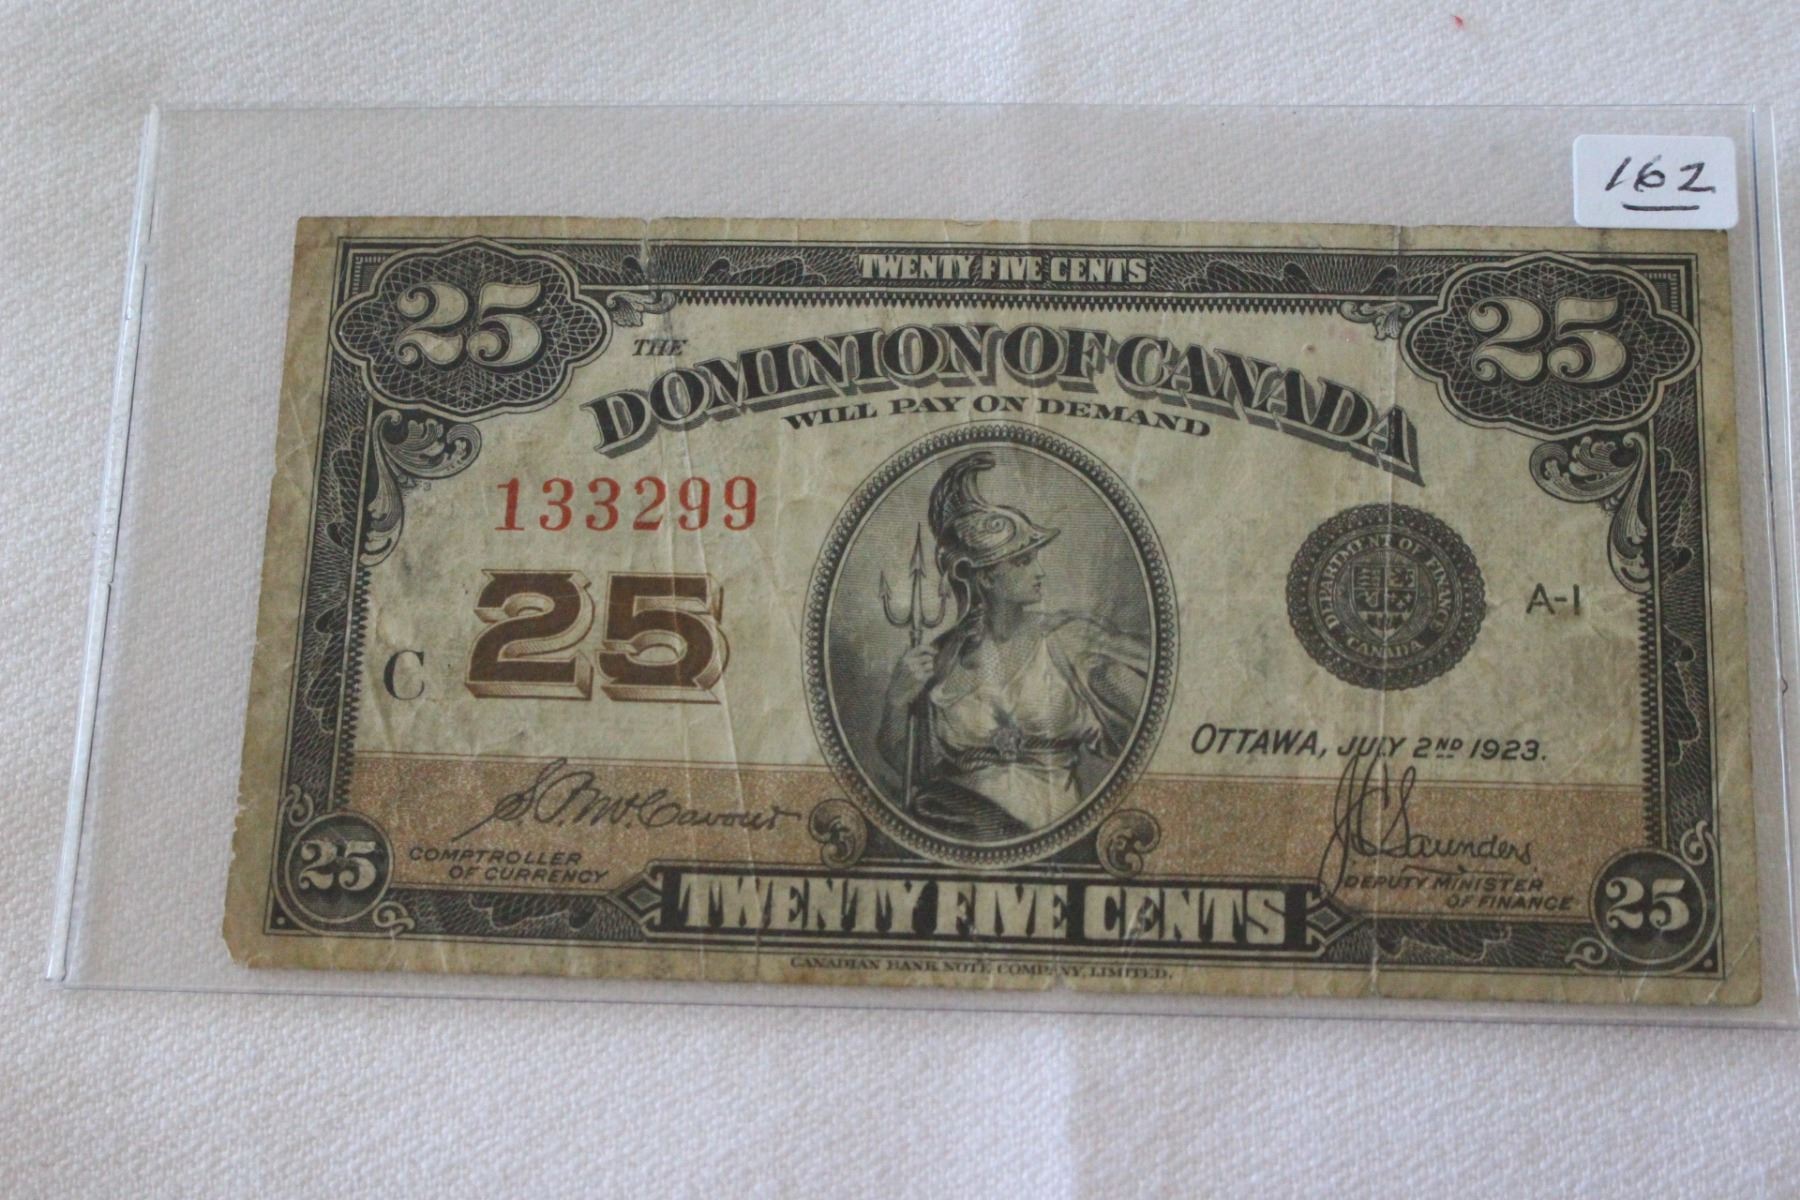 162
TWENTY FIVE CENTS
25 25
THE
DOMINION OF CANADA
WILL PAY ON DEMAND
133299
DEPARTMENT OF FINANCE
CANADA
25
A-1
C
OTTAWA, JULY 2ND 1923.
J.C. Saunders
COMPTROLLER
OF CURRENCY
DEPUTY MINISTER
OF FINANCE
25 25
TWENTY FIVE CENTS
CANADIAN BANK NOTE COMPANY, LIMITED.